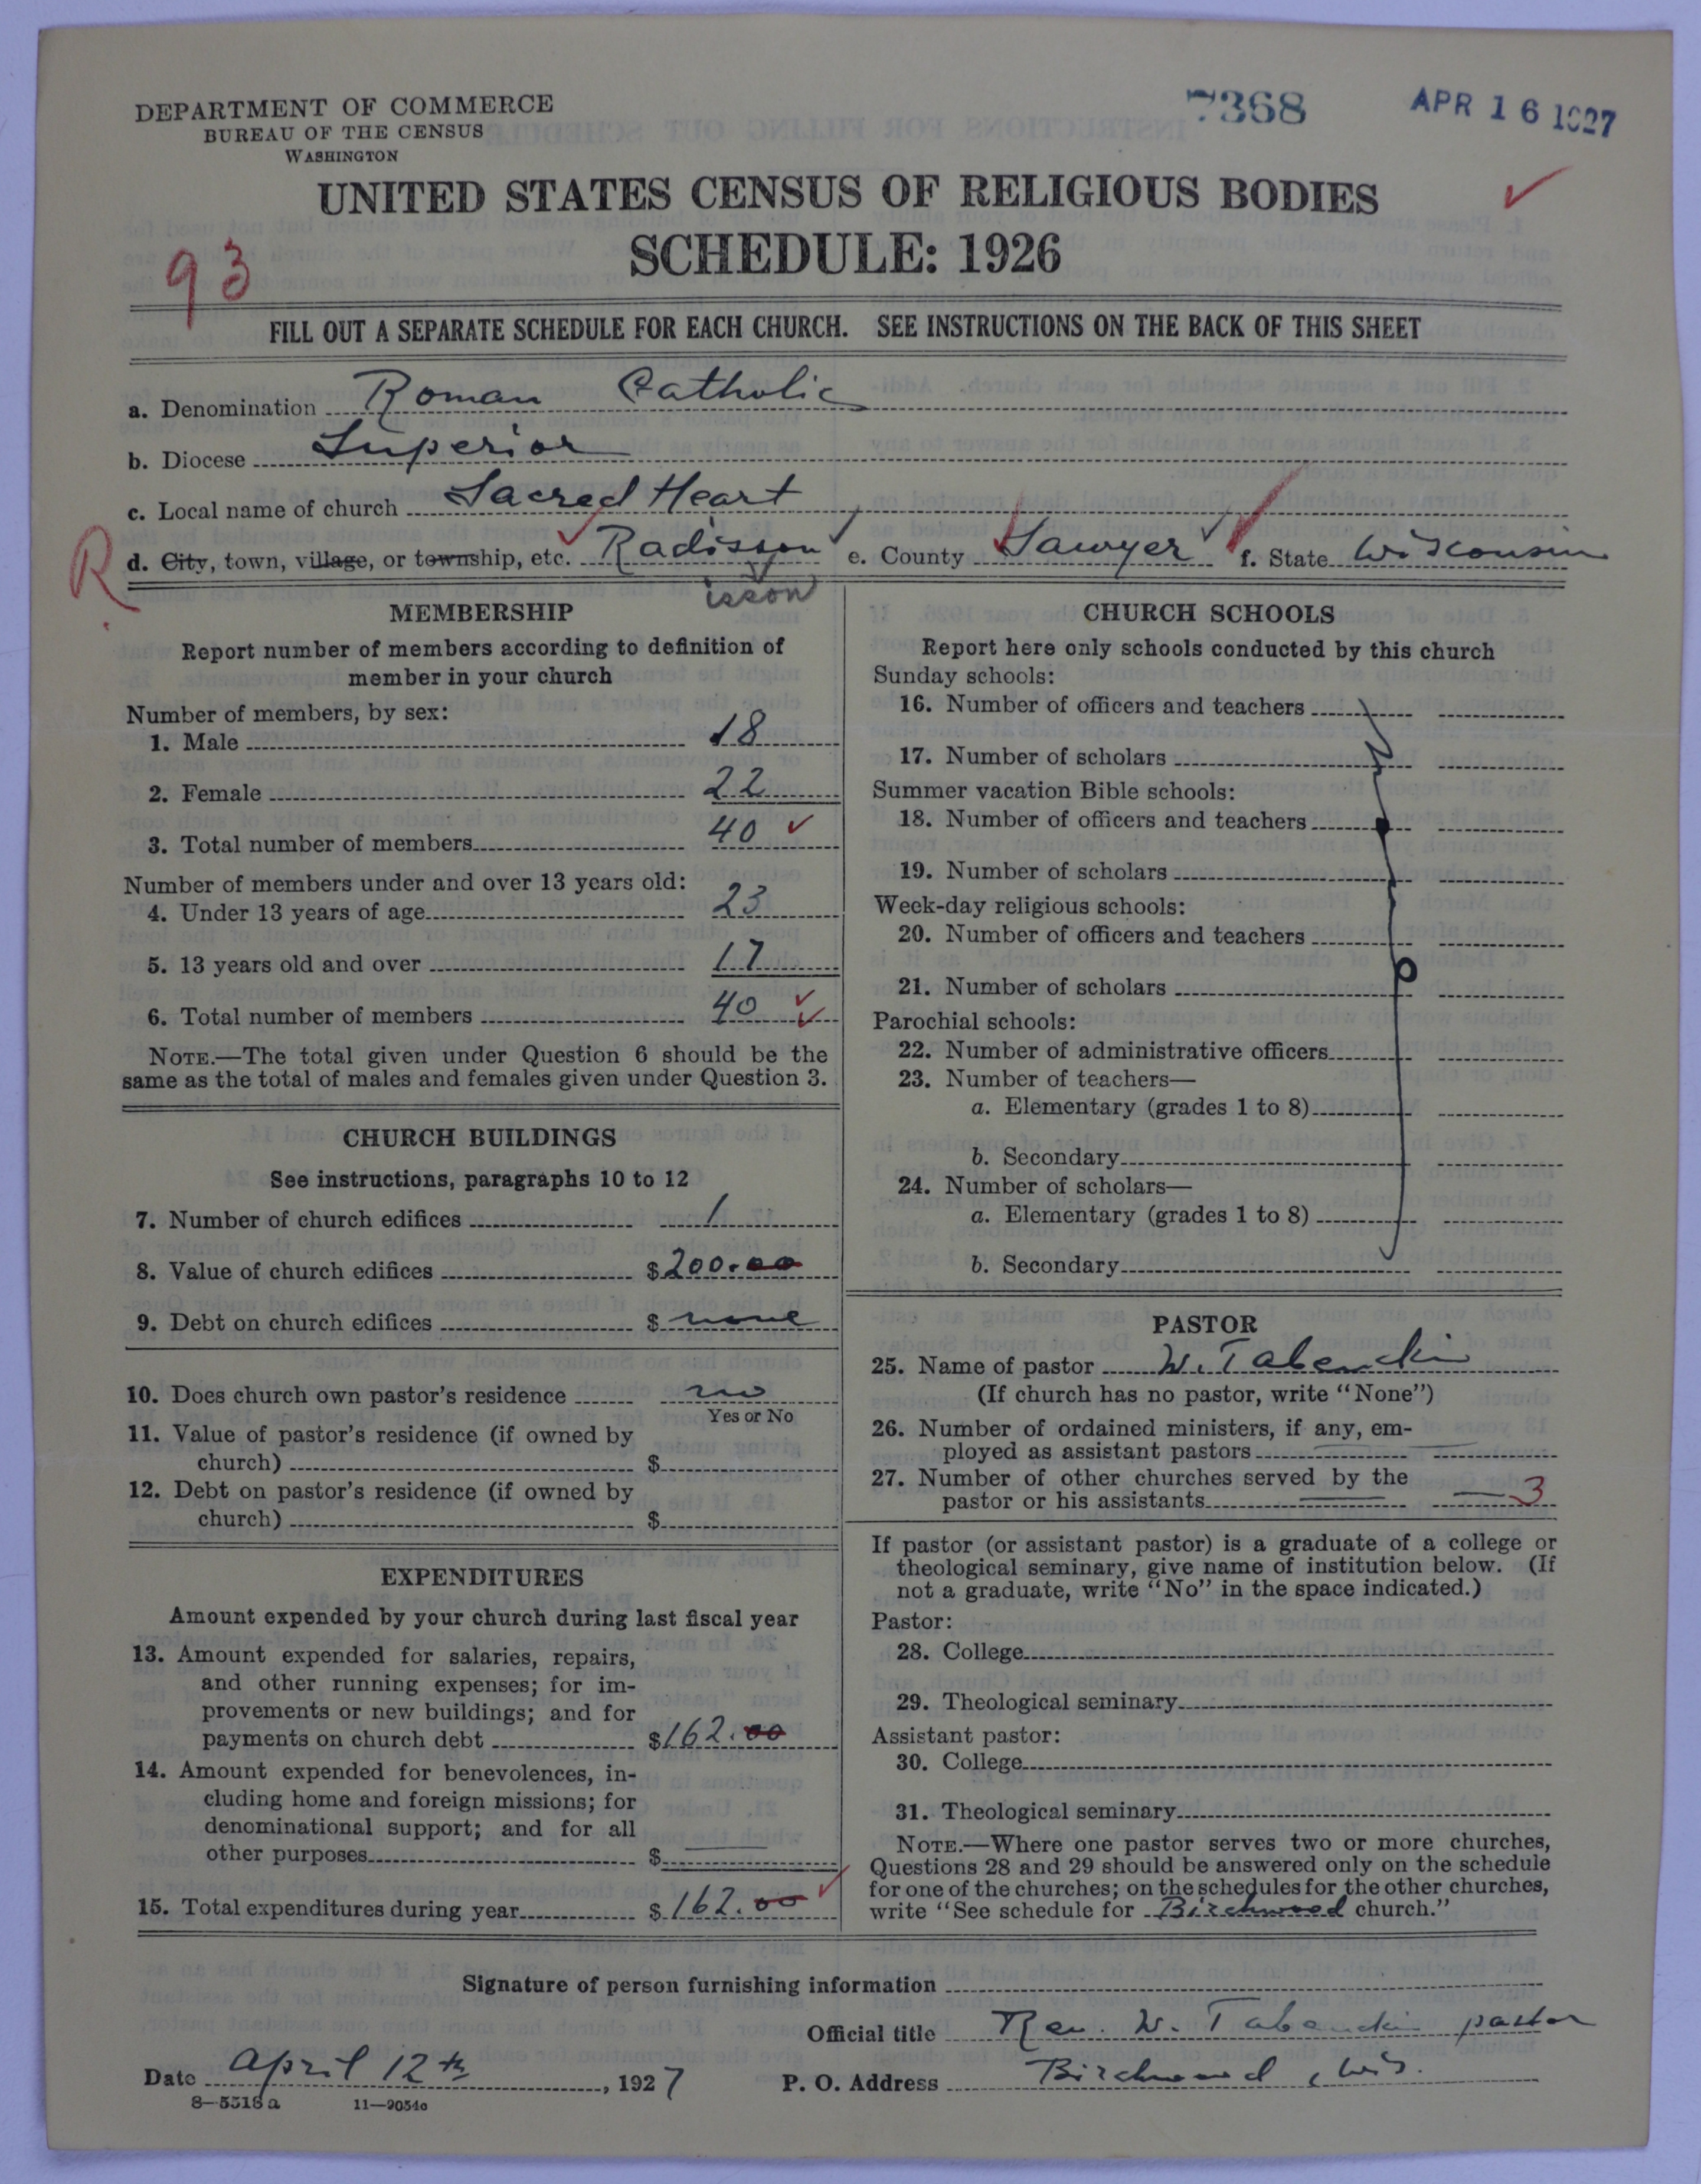 DEPARTMENT OF COMMERCE
BUREAU OF THE CENSUS
WASHINGTON
7368
APR 16 1927
UNITED STATES CENSUS OF RELIGIOUS BODIES
SCHEDULE: 1926
93
FILL OUT A SEPARATE SCHEDULE FOR EACH CHURCH. SEE INSTRUCTIONS ON THE BACK OF THIS SHEET
a. Denomination Roman Catholic
b. Diocese Superior
c. Local name of church Sacred Heart
R
d. City, town, village, or township, etc. Radisson e. County Sawyer f. State Wisconsin
isson
MEMBERSHIP
Report number of members according to definition of
member in your church
Number of members, by sex:
1. Male 18
2. Female 22
3. Total number of members 40
Number of members under and over 13 years old:
4. Under 13 years of age 23
5. 13 years old and over 17
6. Total number of members 40
NOTE.—The total given under Question 6 should be the
same as the total of males and females given under Question 3.
CHURCH BUILDINGS
See instructions, paragraphs 10 to 12
7. Number of church edifices 1
8. Value of church edifices $200.00
9. Debt on church edifices $ none
10. Does church own pastor's residence no
Yes or No
11. Value of pastor's residence (if owned by
church) $
12. Debt on pastor's residence (if owned by
church) $
EXPENDITURES
Amount expended by your church during last fiscal year
13. Amount expended for salaries, repairs,
and other running expenses; for im-
provements or new buildings; and for
payments on church debt $162.00
14. Amount expended for benevolences, in-
cluding home and foreign missions; for
denominational support; and for all
other purposes $
15. Total expenditures during year $162.00
CHURCH SCHOOLS
Report here only schools conducted by this church
Sunday schools:
16. Number of officers and teachers
17. Number of scholars
Summer vacation Bible schools:
18. Number of officers and teachers
19. Number of scholars
Week-day religious schools:
20. Number of officers and teachers
21. Number of scholars
Parochial schools:
22. Number of administrative officers
23. Number of teachers—
a. Elementary (grades 1 to 8)
b. Secondary
24. Number of scholars—
a. Elementary (grades 1 to 8)
b. Secondary
PASTOR
25. Name of pastor W.
(If church has no pastor, write "None")
26. Number of ordained ministers, if any, em-
ployed as assistant pastors
27. Number of other churches served by the
pastor or his assistants 3
If pastor (or assistant pastor) is a graduate of a college or
theological seminary, give name of institution below. (If
not a graduate, write "No" in the space indicated.)
Pastor:
28. College
29. Theological seminary
Assistant pastor:
30. College
31. Theological seminary
NOTE.—Where one pastor serves two or more churches,
Questions 28 and 29 should be answered only on the schedule
for one of the churches; on the schedules for the other churches,
write "See schedule for Birchwood church."
Signature of person furnishing information
Official title Rev. W. pastor
Date April 12th, 1927 P. O. Address Birchwood, Wis.
8—5518a 11—9054c